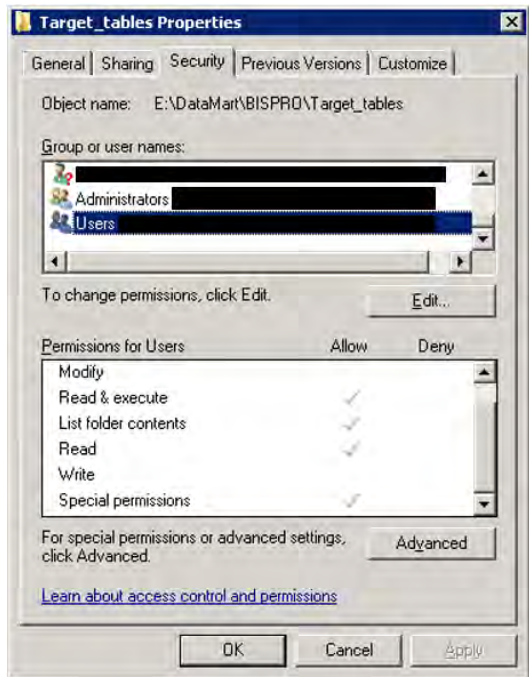 Target_tables Properties
General Sharing Security Previous Versions Customize
Object name: E:\DataMart\BISPRO\Target_tables
Group or user names:
Administrators
Users
To change permissions, click Edit.
Edit...
Permissions for Users Allow Deny
Modify
Read & execute
List folder contents
Read
Write
Special permissions
For special permissions or advanced settings,
click Advanced.
Advanced
Learn about access control and permissions
OK Cancel Apply